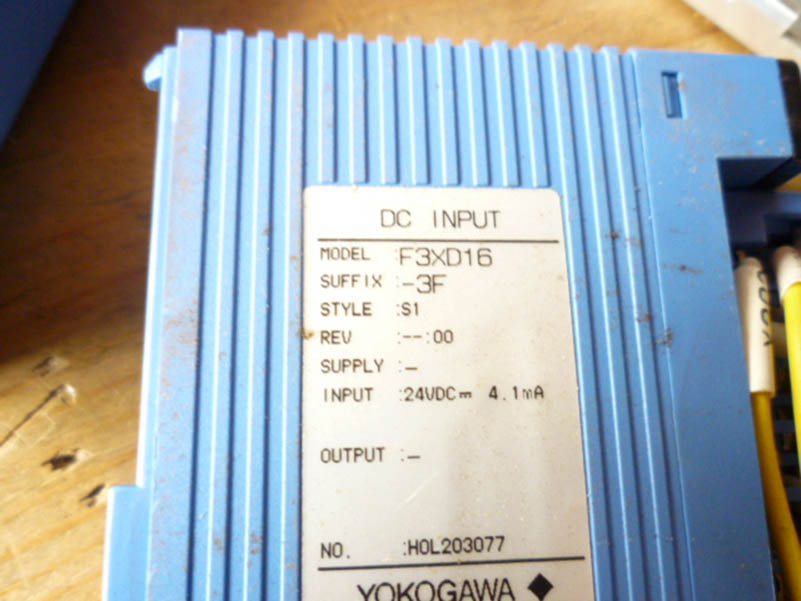 DC INPUT
MODEL :F3XD16
SUFFIX :-3F
STYLE :S1
REV :--:00
SUPPLY :-
INPUT :24VDC⎓ 4.1mA
OUTPUT :-
NO. :H0L203077
YOKOGAWA ◆